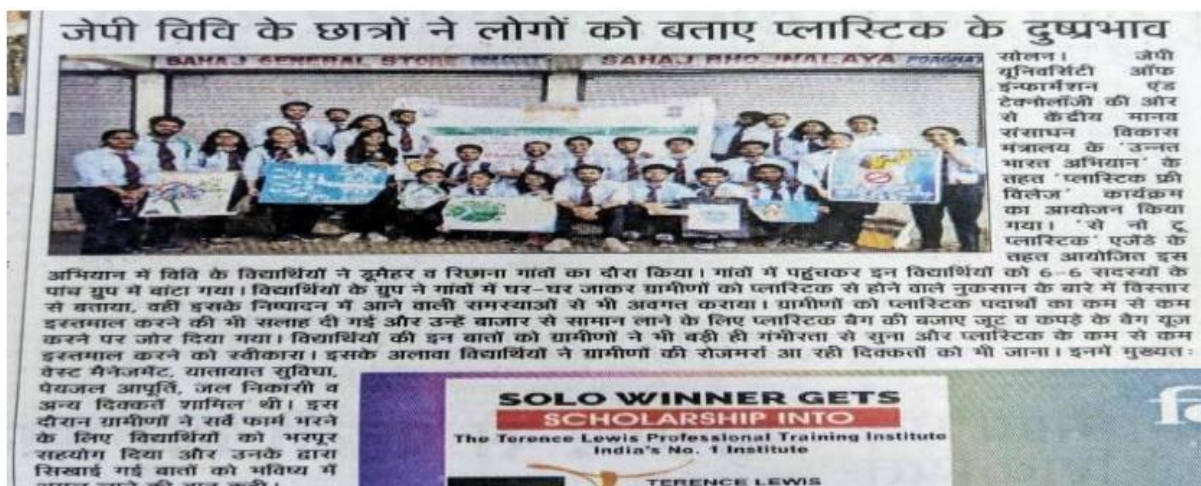 जेपी विवि के छात्रों ने लोगों को बताए प्लास्टिक के दुष्प्रभाव
SAHAJ GENERAL STORE
SAHAJ BHOJNALAYA
सोलन। जेपी
यूनिवर्सिटी ऑफ
इन्फार्मेशन एंड
टेक्नोलॉजी की ओर
से केंद्रीय मानव
संसाधन विकास
मंत्रालय के 'उन्नत
भारत अभियान' के
तहत 'प्लास्टिक फ्री
विलेज' कार्यक्रम
का आयोजन किया
गया। 'से नो टू
प्लास्टिक' एजेंडे के
तहत आयोजित इस
अभियान में विवि के विद्यार्थियों ने डूमैहर व रिछाना गांवों का दौरा किया। गांवों में पहुंचकर इन विद्यार्थियों को 6-6 सदस्यों के
पांच ग्रुप में बांटा गया। विद्यार्थियों के ग्रुप ने गांवों में घर-घर जाकर ग्रामीणों को प्लास्टिक से होने वाले नुकसान के बारे में विस्तार
से बताया, वहीं इसके निष्पादन में आने वाली समस्याओं से भी अवगत कराया। ग्रामीणों को प्लास्टिक पदार्थों का कम से कम
इस्तमाल करने की भी सलाह दी गई और उन्हें बाजार से सामान लाने के लिए प्लास्टिक बैग की बजाए जूट व कपड़े के बैग यूज
करने पर जोर दिया गया। विद्यार्थियों की इन बातों को ग्रामीणों ने भी बड़ी ही गंभीरता से सुना और प्लास्टिक के कम से कम
इस्तमाल करने को स्वीकारा। इसके अलावा विद्यार्थियों ने ग्रामीणों की रोजमर्रा आ रही दिक्कतों को भी जाना। इनमें मुख्यतः
वेस्ट मैनेजमेंट, यातायात सुविधा,
पेयजल आपूर्ति, जल निकासी व
अन्य दिक्कतें शामिल थी। इस
दौरान ग्रामीणों ने सर्वे फार्म भरने
के लिए विद्यार्थियों को भरपूर
सहयोग दिया और उनके द्वारा
सिखाई गई बातों को भविष्य में
SOLO WINNER GETS
SCHOLARSHIP INTO
The Terence Lewis Professional Training Institute
India's No. 1 Institute
TERENCE LEWIS